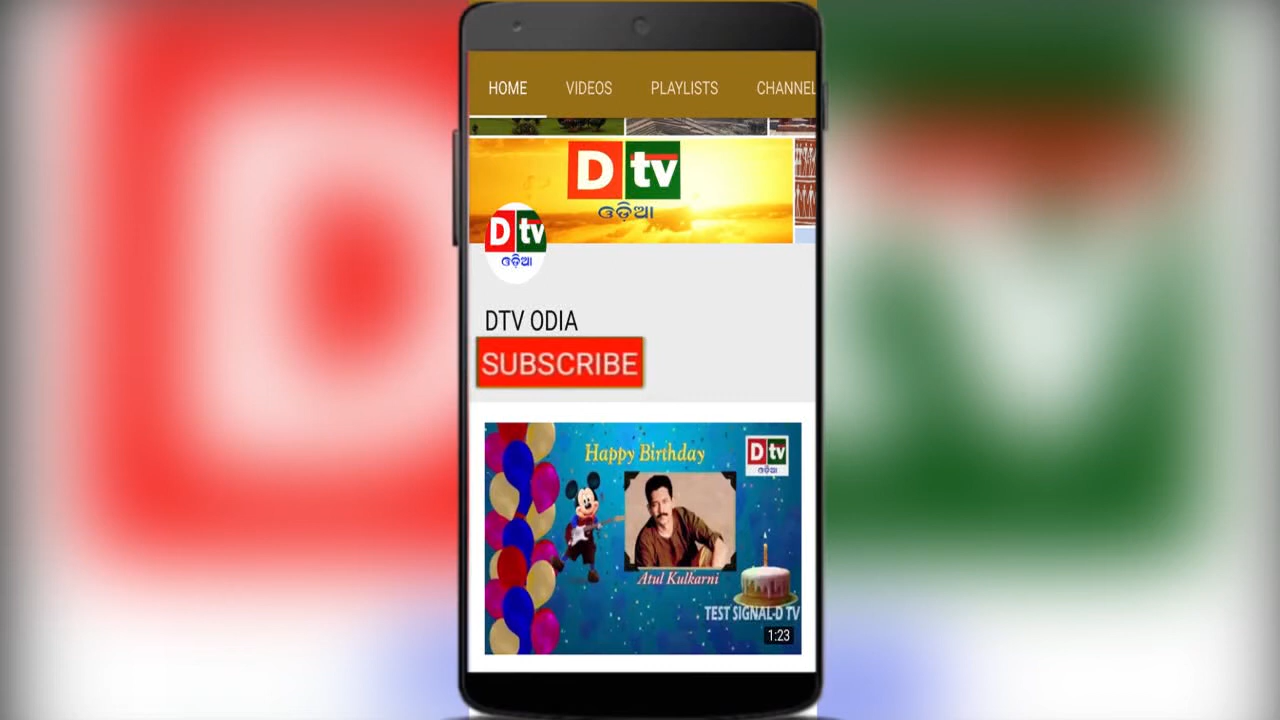 HOME VIDEOS PLAYLISTS CHANNEL
D tv
ଓଡ଼ିଆ
D tv
ଓଡ଼ିଆ
DTV ODIA
SUBSCRIBE
Happy Birthday
D tv
ଓଡ଼ିଆ
Atul Kulkarni
TEST SIGNAL-D TV
1:23